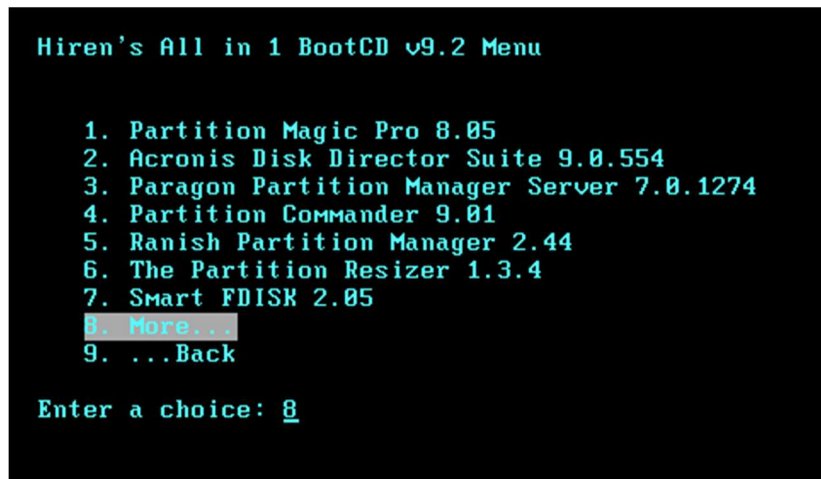 Hiren's All in 1 BootCD v9.2 Menu
1. Partition Magic Pro 8.05
2. Acronis Disk Director Suite 9.0.554
3. Paragon Partition Manager Server 7.0.1274
4. Partition Commander 9.01
5. Ranish Partition Manager 2.44
6. The Partition Resizer 1.3.4
7. Smart FDISK 2.05
8. More...
9. ...Back
Enter a choice: 8